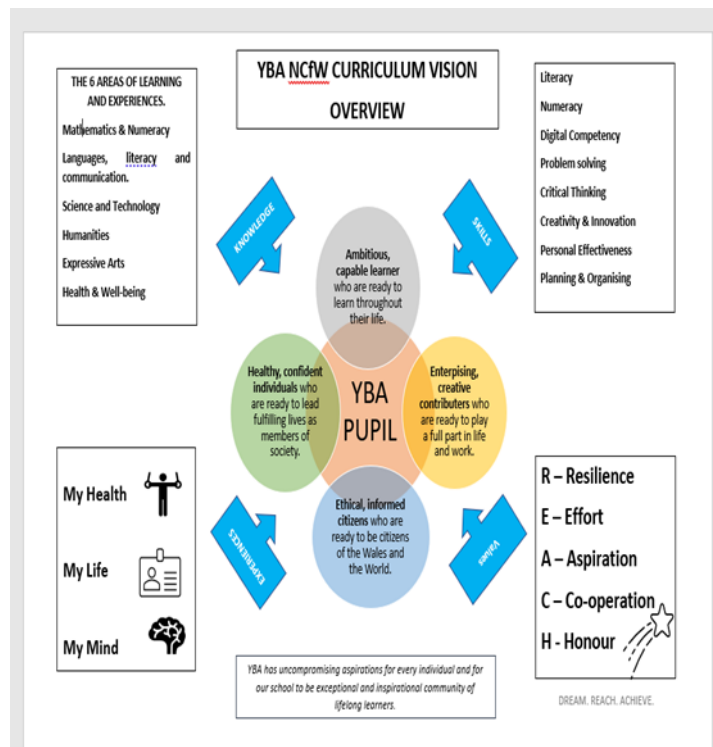 YBA NCfW CURRICULUM VISION
OVERVIEW
THE 6 AREAS OF LEARNING
AND EXPERIENCES.
Mathematics & Numeracy
Languages, literacy and
communication.
Science and Technology
Humanities
Expressive Arts
Health & Well-being
Literacy
Numeracy
Digital Competency
Problem solving
Critical Thinking
Creativity & Innovation
Personal Effectiveness
Planning & Organising
KNOWLEDGE
SKILLS
Ambitious,
capable learner
who are ready to
learn throughout
their life.
Healthy, confident
individuals who
are ready to lead
fulfilling lives as
members of
society.
YBA
PUPIL
Enterpising,
creative
contributers who
are ready to play
a full part in life
and work.
Ethical, informed
citizens who are
ready to be citizens
of the Wales and
the World.
EXPERIENCES
Values
My Health
My Life
My Mind
R – Resilience
E – Effort
A – Aspiration
C – Co-operation
H - Honour
YBA has uncompromising aspirations for every individual and for
our school to be exceptional and inspirational community of
lifelong learners.
DREAM. REACH. ACHIEVE.